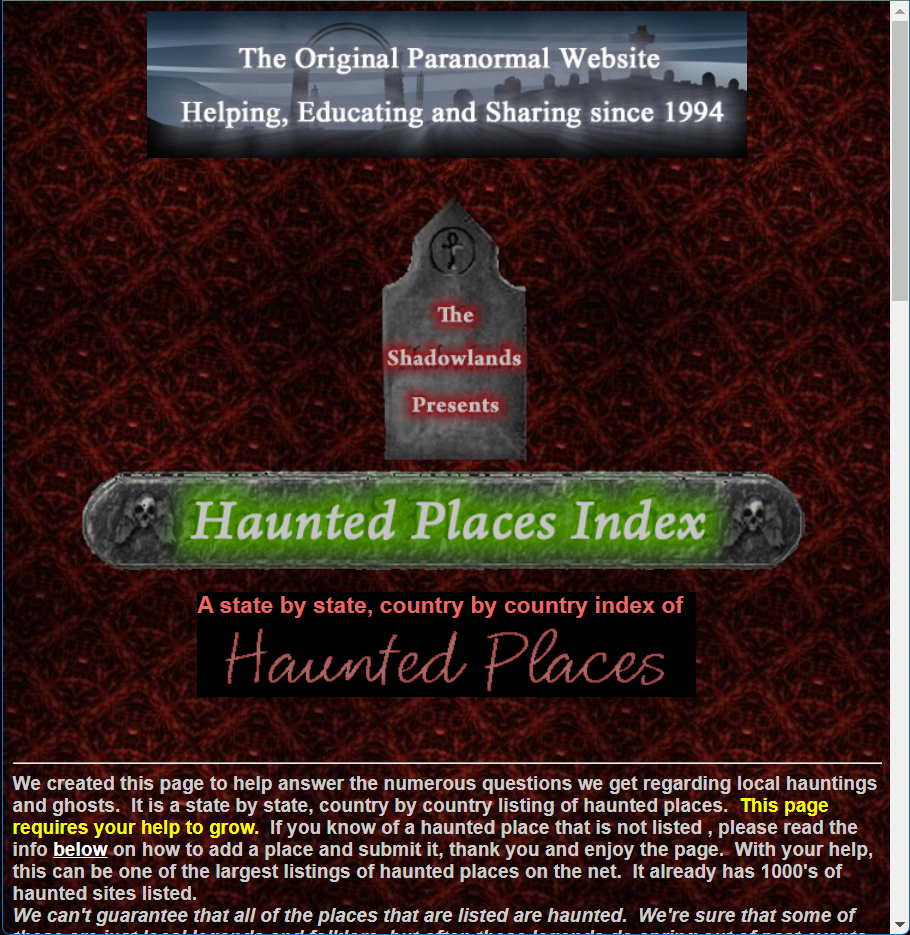 The Original Paranormal Website
Helping, Educating and Sharing since 1994
The
Shadowlands
Presents
Haunted Places Index
A state by state, country by country index of
Haunted Places
We created this page to help answer the numerous questions we get regarding local hauntings
and ghosts.  It is a state by state, country by country listing of haunted places.  This page
requires your help to grow.  If you know of a haunted place that is not listed , please read the
info below on how to add a place and submit it, thank you and enjoy the page.  With your help,
this can be one of the largest listings of haunted places on the net.  It already has 1000's of
haunted sites listed.
We can't guarantee that all of the places that are listed are haunted.  We're sure that some of